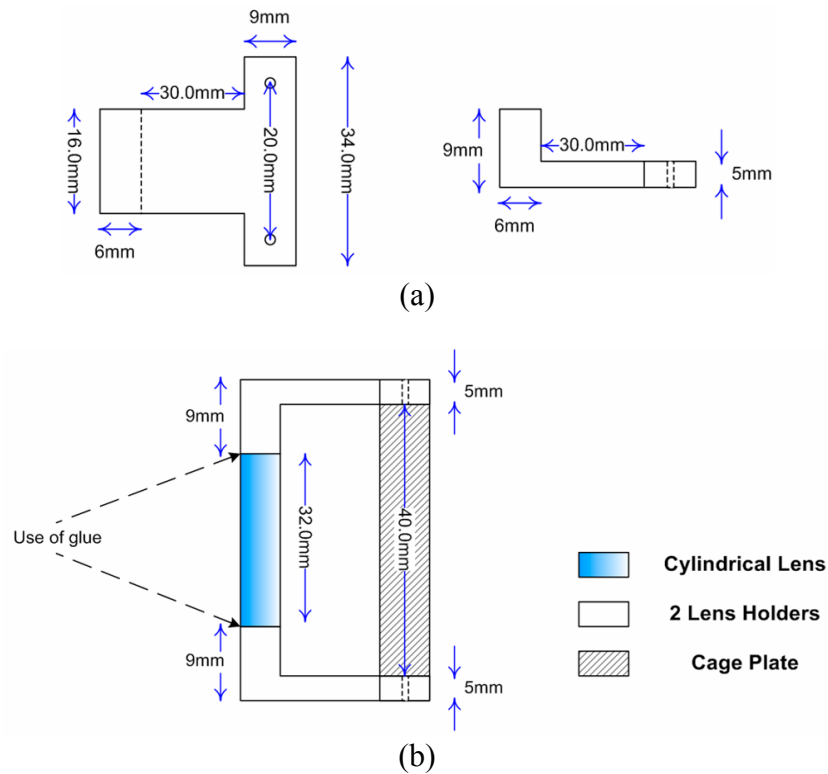 9mm
30.0mm
16.0mm
20.0mm
34.0mm
6mm
9mm
30.0mm
5mm
6mm
(a)
9mm
5mm
32.0mm
40.0mm
Use of glue
9mm
5mm
Cylindrical Lens
2 Lens Holders
Cage Plate
(b)